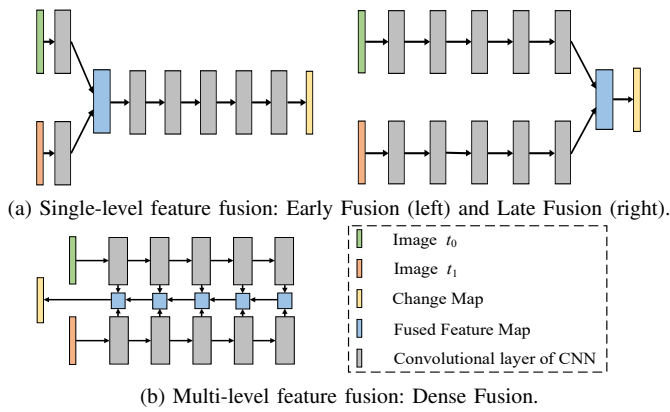 (a) Single-level feature fusion: Early Fusion (left) and Late Fusion (right).
Image t0
Image t1
Change Map
Fused Feature Map
Convolutional layer of CNN
(b) Multi-level feature fusion: Dense Fusion.